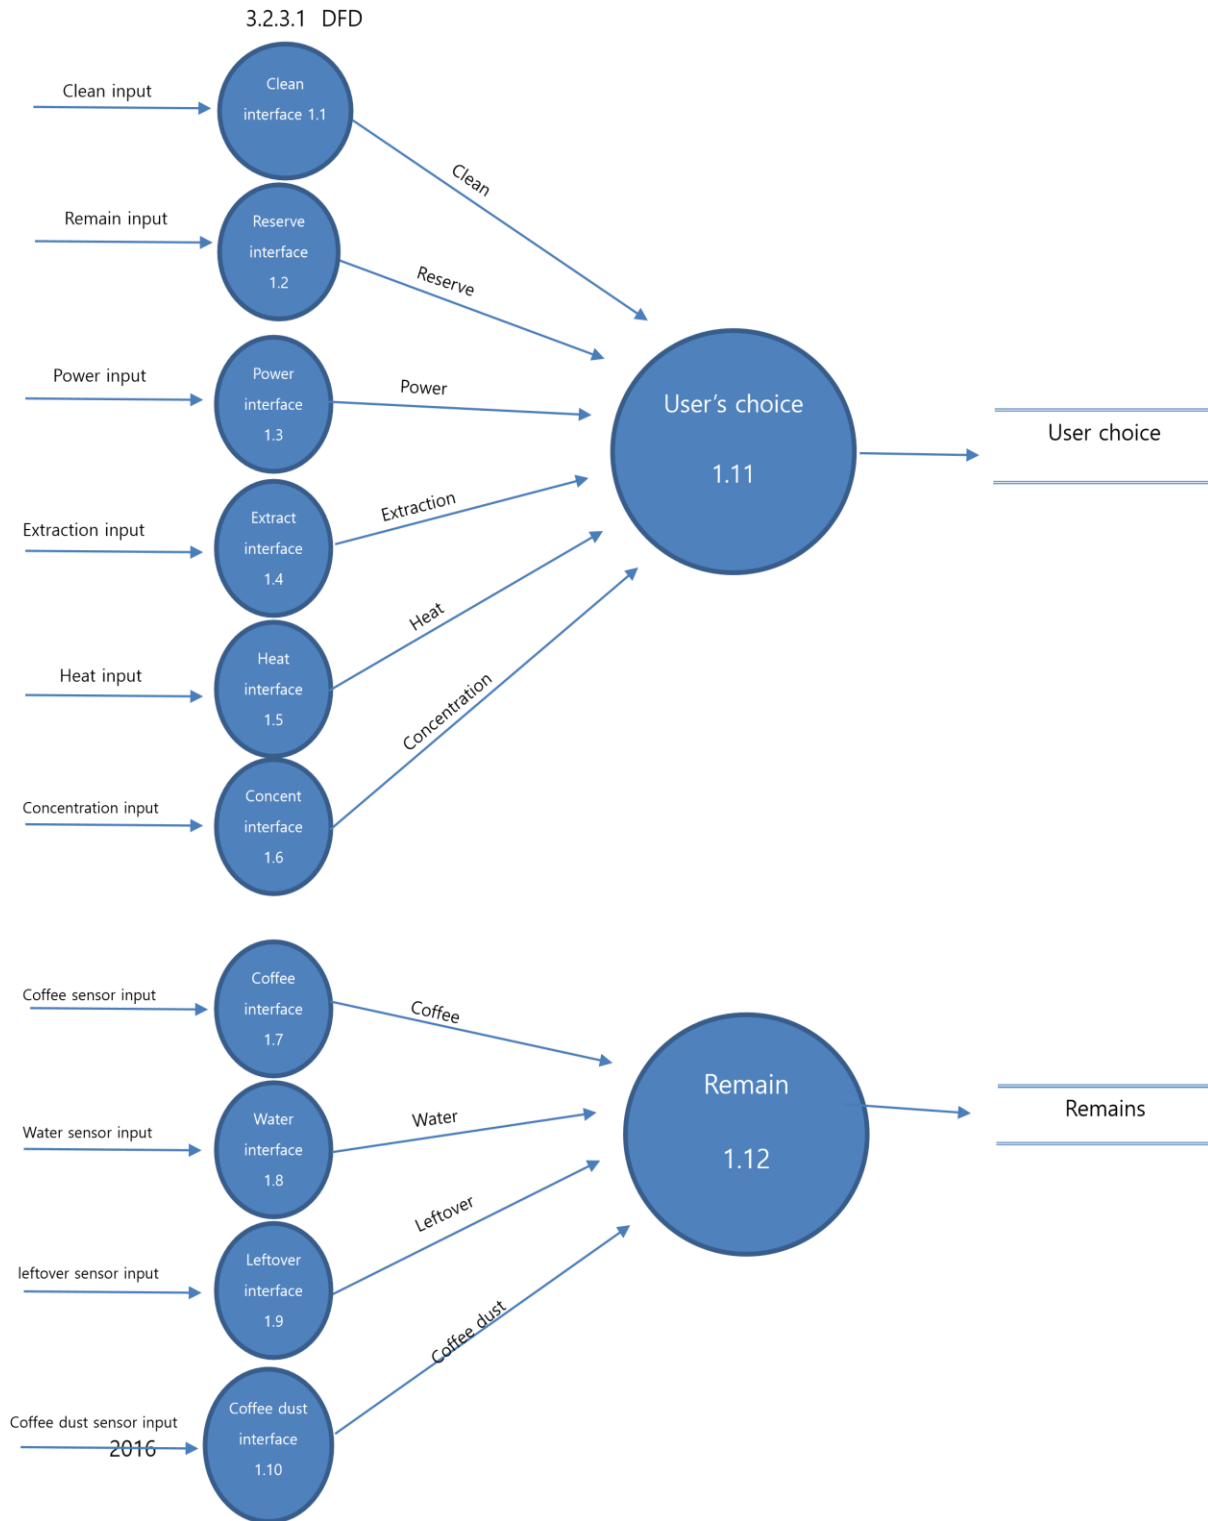 3.2.3.1 DFD
Clean input
Clean
interface 1.1
Clean
Remain input
Reserve
interface
1.2
Reserve
Power input
Power
interface
1.3
Power
User's choice
1.11
User choice
Extraction input
Extract
interface
1.4
Extraction
Heat input
Heat
interface
1.5
Heat
Concentration input
Concent
interface
1.6
Concentration
Coffee sensor input
Coffee
interface
1.7
Coffee
Remain
1.12
Remains
Water sensor input
Water
interface
1.8
Water
leftover sensor input
Leftover
interface
1.9
Leftover
Coffee dust sensor input
2016
Coffee dust
interface
1.10
Coffee dust